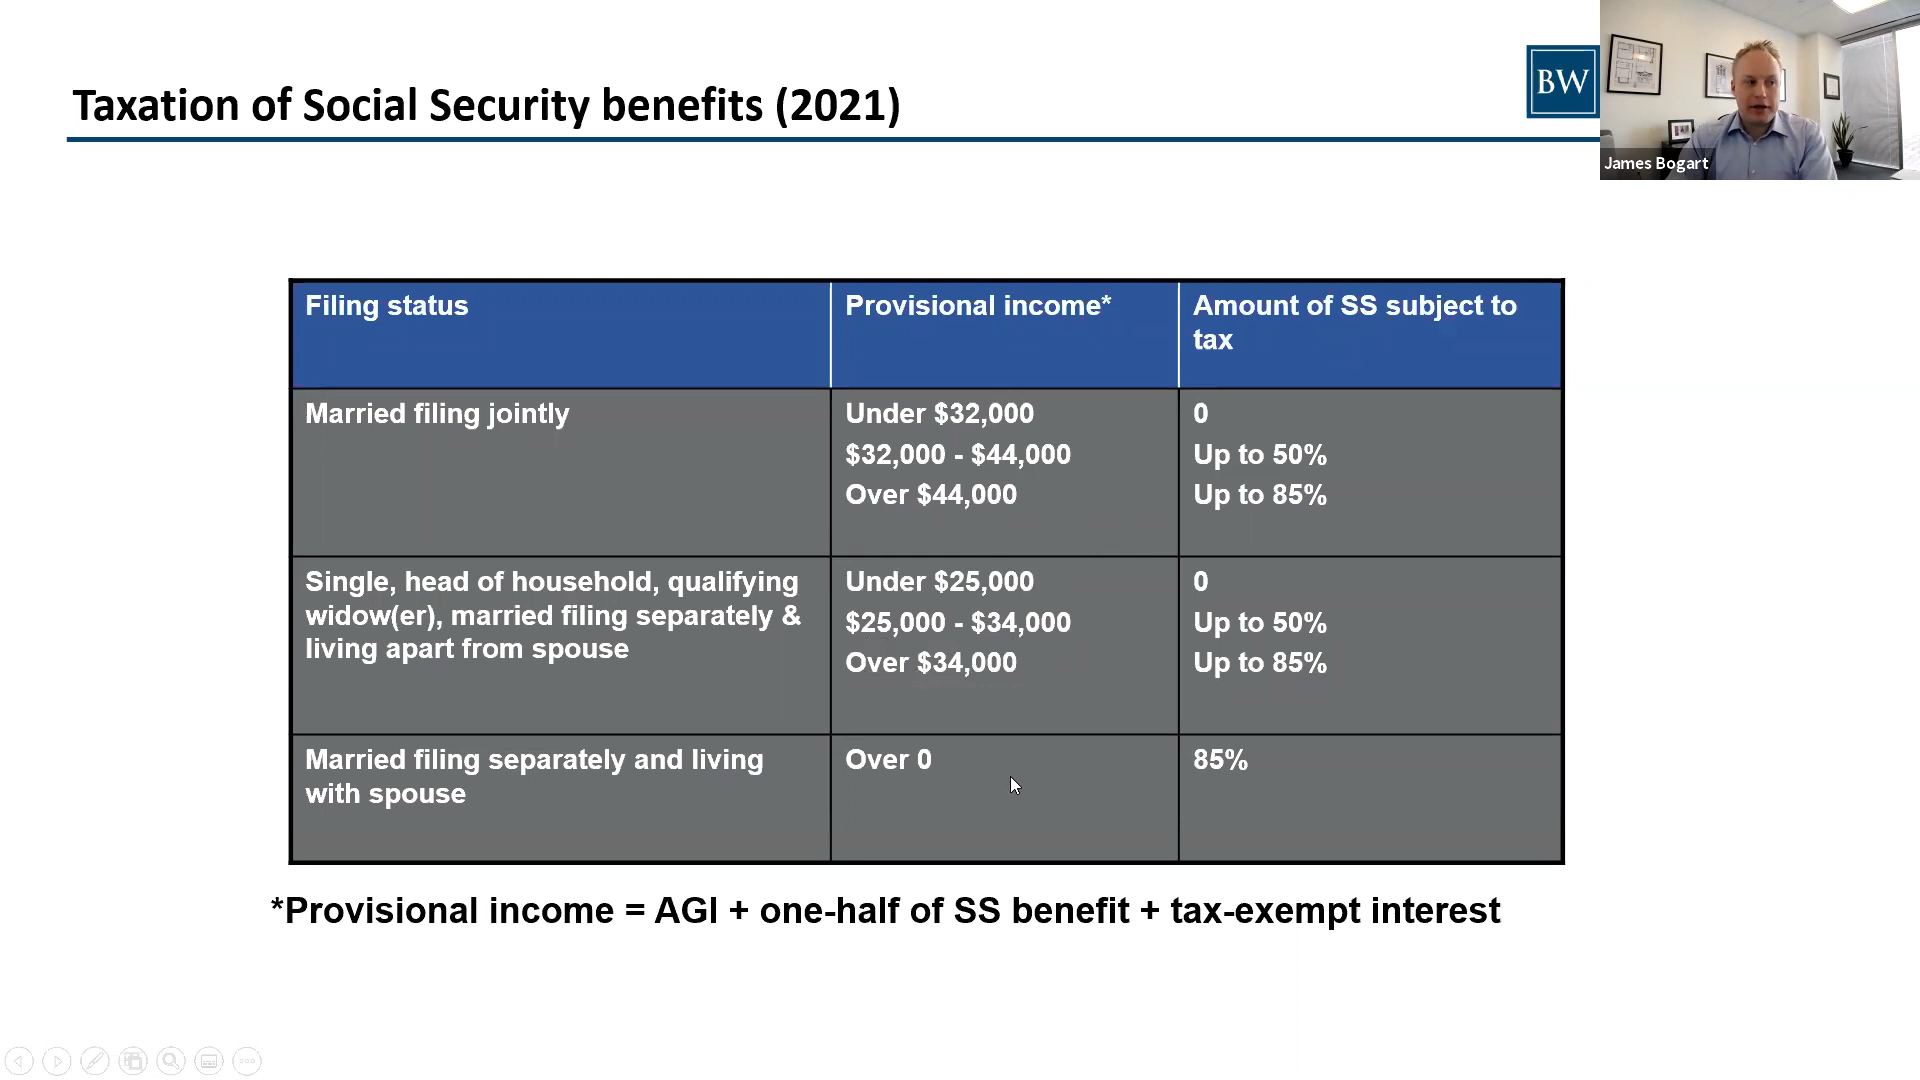 Taxation of Social Security benefits (2021)
BW
James Bogart
Filing status
Provisional income*
Amount of SS subject to
tax
Married filing jointly
Under $32,000
0
$32,000 - $44,000
Up to 50%
Over $44,000
Up to 85%
Single, head of household, qualifying
widow(er), married filing separately &
living apart from spouse
Under $25,000
0
$25,000 - $34,000
Up to 50%
Over $34,000
Up to 85%
Married filing separately and living
with spouse
Over 0
85%
*Provisional income = AGI + one-half of SS benefit + tax-exempt interest